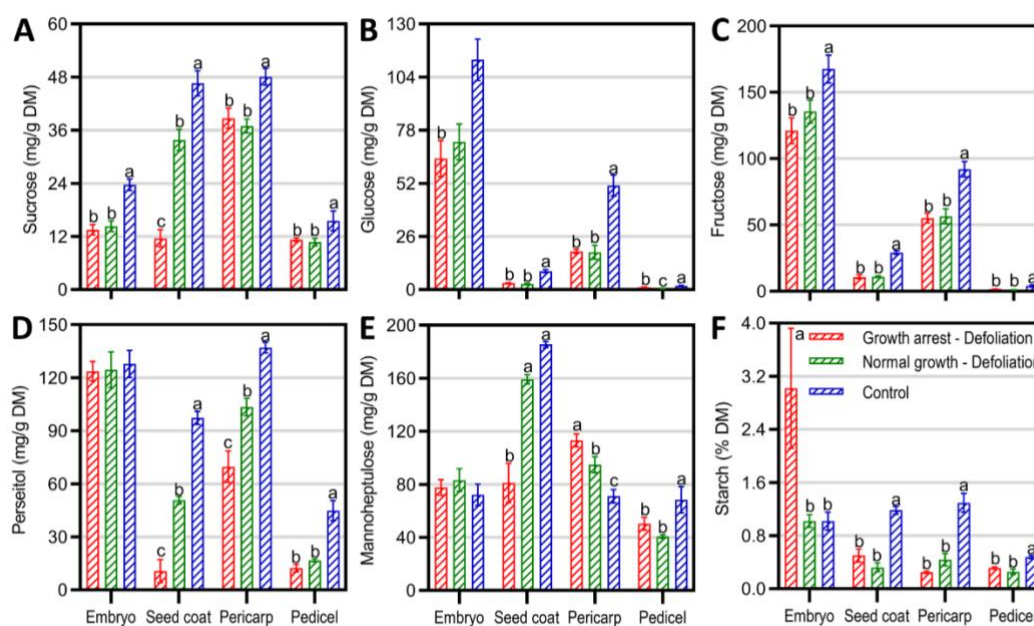 A
Sucrose (mg/g DM)
60
48
36
24
12
0
b b a
c b a
b b a
b b a
B
Glucose (mg/g DM)
130
104
78
52
26
0
b
b b a
b b a
b c a
C
Fructose (mg/g DM)
200
150
100
50
0
b b a
b b a
b b a
b b a
D
Perseitol (mg/g DM)
150
120
90
60
30
0
c b a
c b a
b b a
Embryo Seed coat Pericarp Pedicel
E
Mannoheptulose (mg/g DM)
200
160
120
80
40
0
b a a
a b c
b b a
Embryo Seed coat Pericarp Pedicel
F
Starch (% DM)
4.0
3.2
2.4
1.6
0.8
0.0
a b b
b b a
b b a
b b a
Growth arrest - Defoliation
Normal growth - Defoliation
Control
Embryo Seed coat Pericarp Pedicel